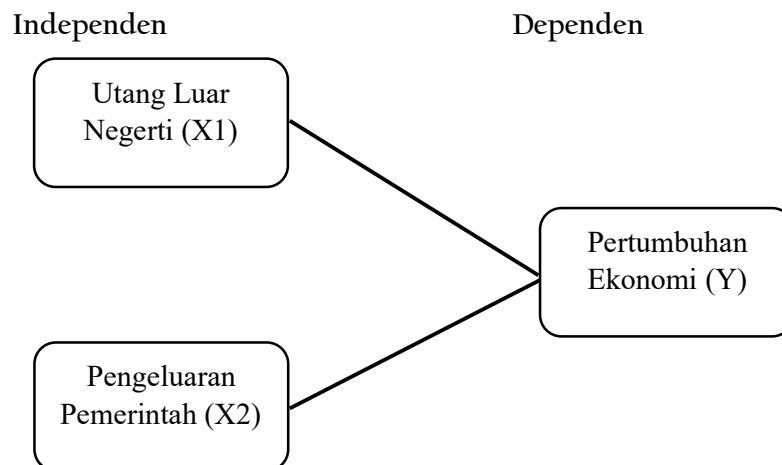 Independen
Dependen
Utang Luar
Negerti (X1)
Pertumbuhan
Ekonomi (Y)
Pengeluaran
Pemerintah (X2)